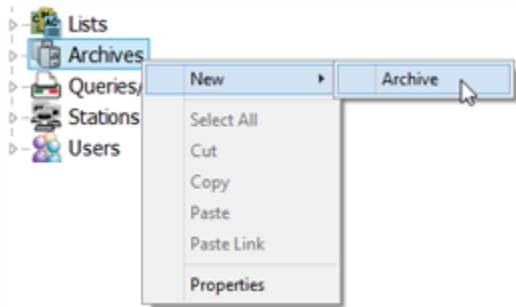 Lists
Archives
Queries/
Stations
Users
New
Select All
Cut
Copy
Paste
Paste Link
Properties
Archive